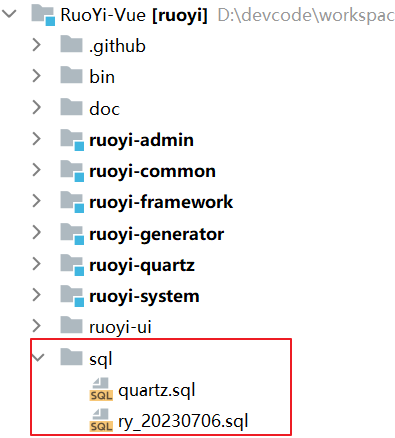 RuoYi-Vue [ruoyi] D:\devcode\workspac
.github
bin
doc
ruoyi-admin
ruoyi-common
ruoyi-framework
ruoyi-generator
ruoyi-quartz
ruoyi-system
ruoyi-ui
sql
SQL quartz.sql
SQL ry_20230706.sql